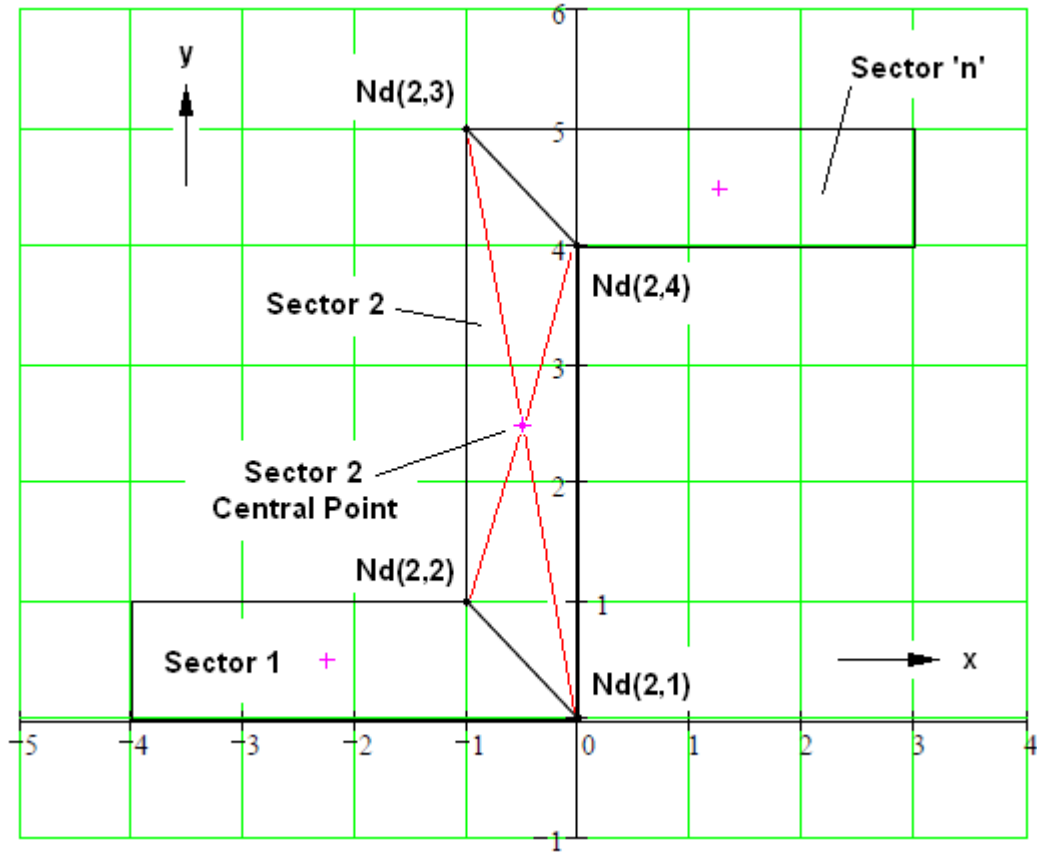 6
y
Sector 'n'
Nd(2,3)
5
4
Nd(2,4)
Sector 2
3
Sector 2
Central Point
2
Nd(2,2)
1
Sector 1
x
Nd(2,1)
−5 −4 −3 −2 −1 0 1 2 3 4
−1